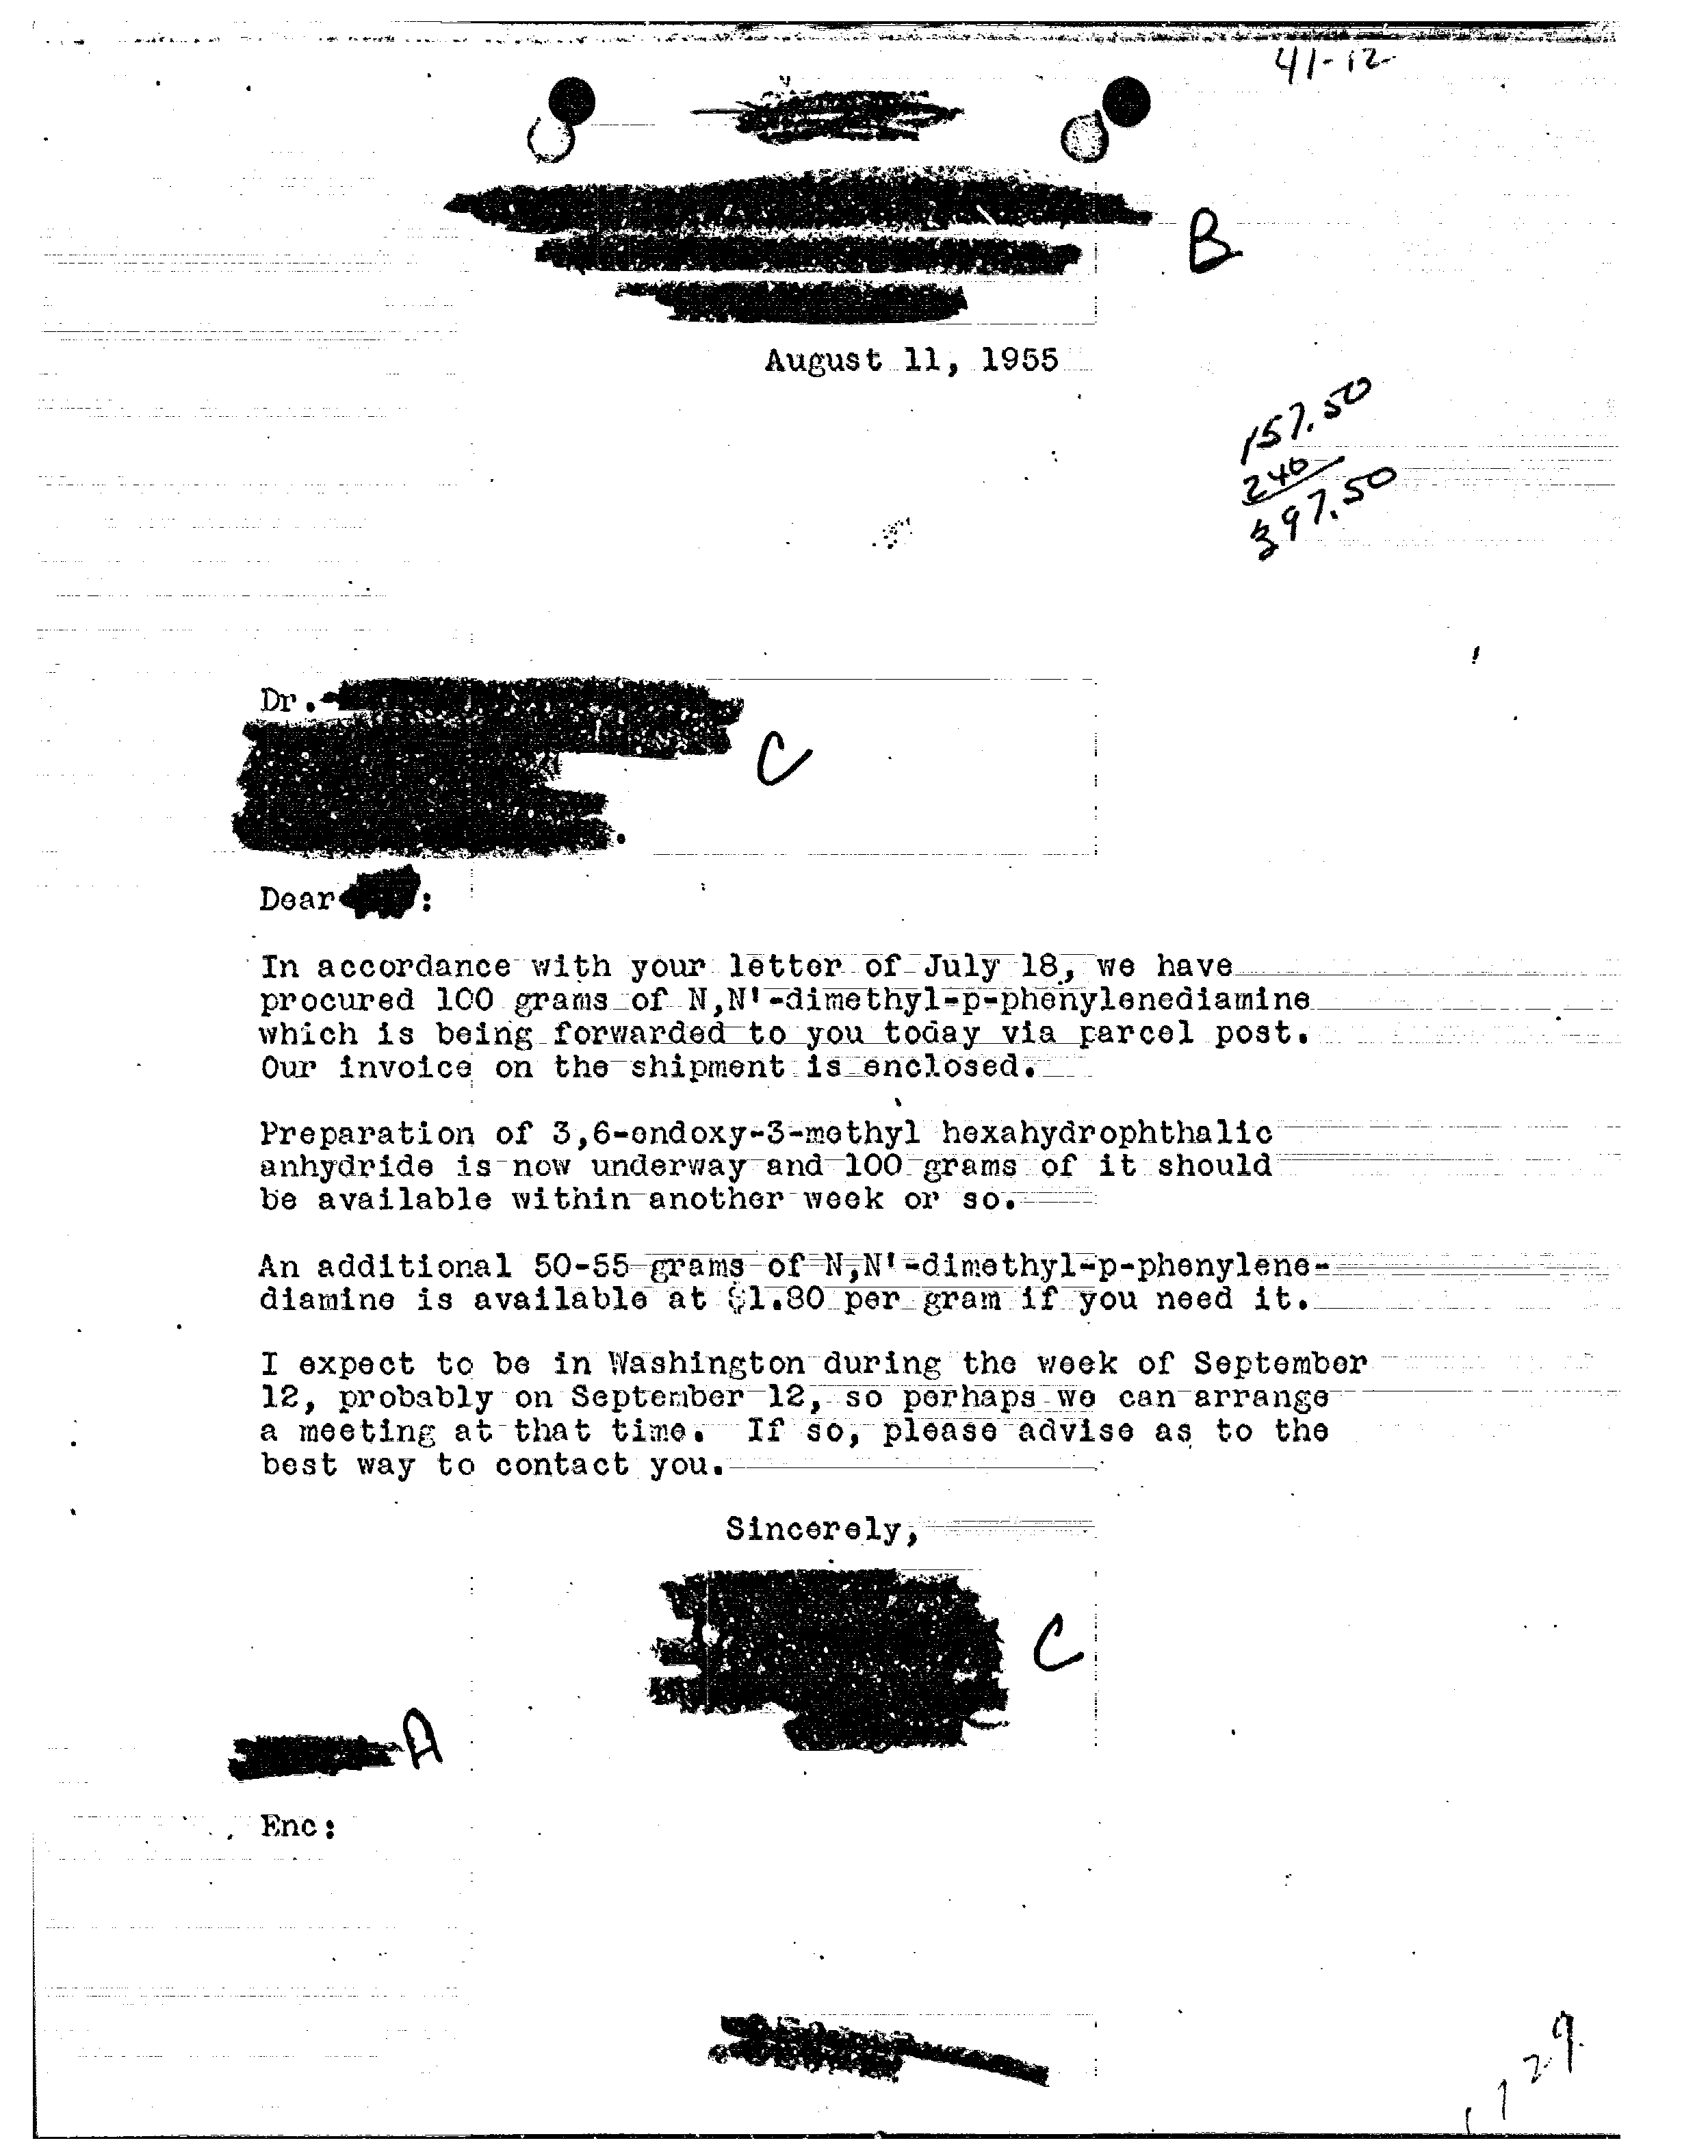 41-12
B
August 11, 1955
157.50
240
397.50
Dr.
C
Dear :
In accordance with your letter of July 18, we have
procured 100 grams of N,N'-dimethyl-p-phenylenediamine
which is being forwarded to you today via parcel post.
Our invoice on the shipment is enclosed.
Preparation of 3,6-endoxy-3-methyl hexahydrophthalic
anhydride is now underway and 100 grams of it should
be available within another week or so.
An additional 50-55 grams of N,N'-dimethyl-p-phenylene-
diamine is available at $1.80 per gram if you need it.
I expect to be in Washington during the week of September
12, probably on September 12, so perhaps we can arrange
a meeting at that time. If so, please advise as to the
best way to contact you.
Sincerely,
C
A
Enc: